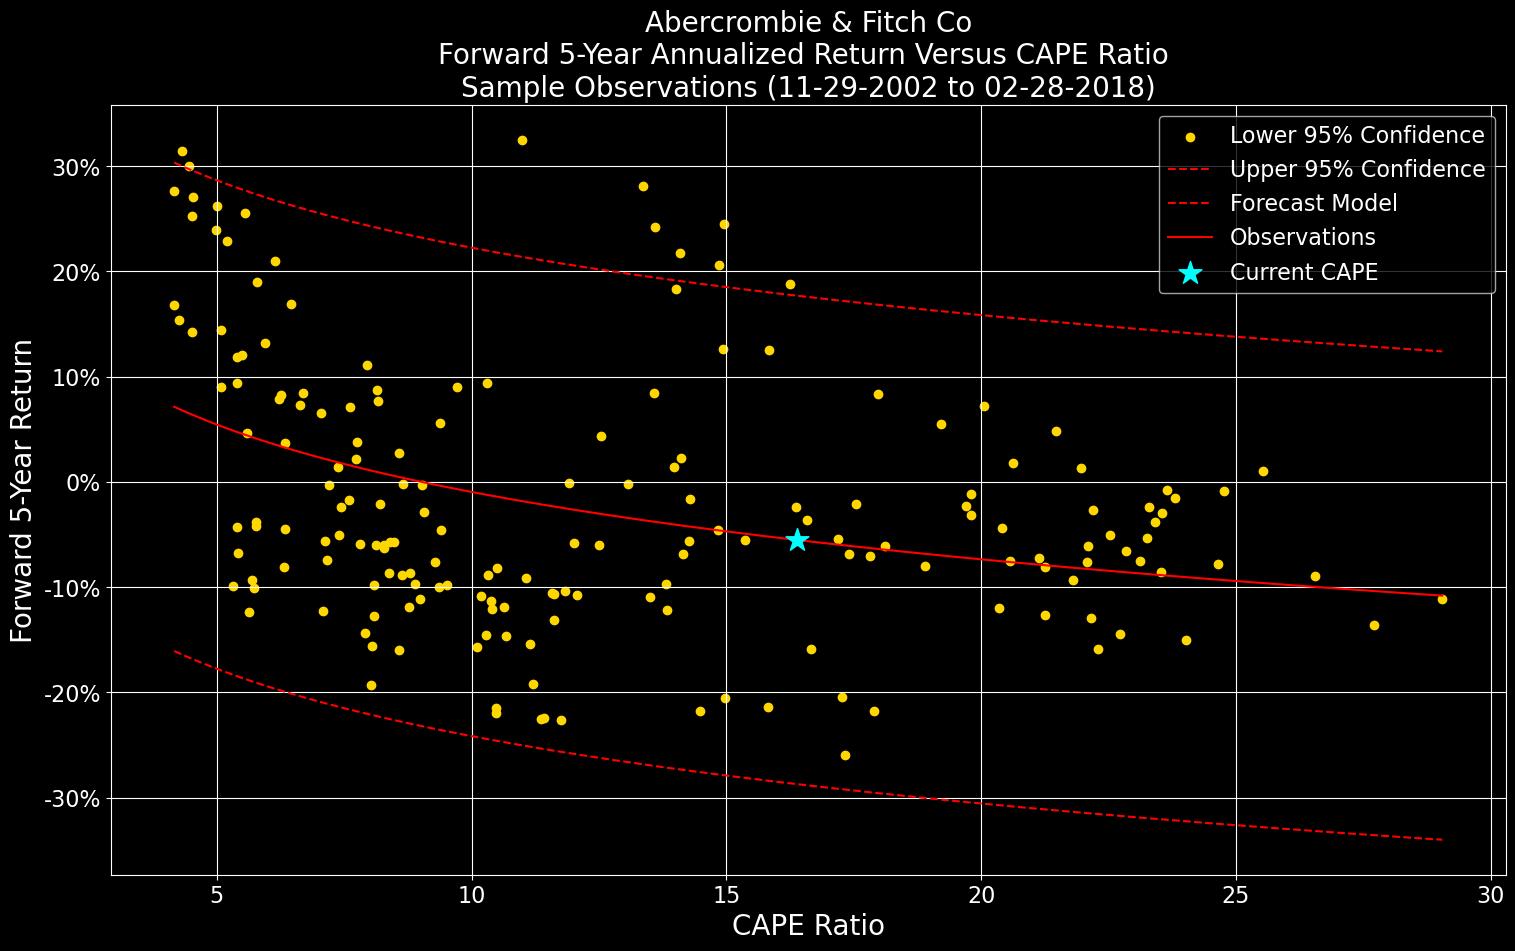 Abercrombie & Fitch Co
Forward 5-Year Annualized Return Versus CAPE Ratio
Sample Observations (11-29-2002 to 02-28-2018)
Lower 95% Confidence
Upper 95% Confidence
Forecast Model
Observations
Current CAPE
Forward 5-Year Return
30%
20%
10%
0%
-10%
-20%
-30%
5
10
15
20
25
30
CAPE Ratio